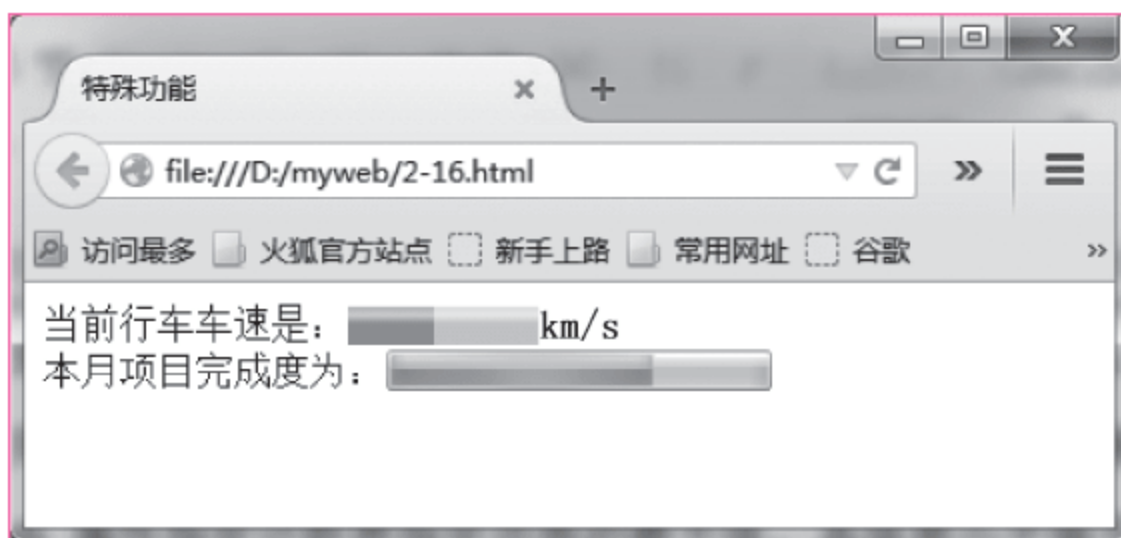 特殊功能
file:///D:/myweb/2-16.html
访问最多 火狐官方站点 新手上路 常用网址 谷歌
当前行车车速是：km/s
本月项目完成度为：